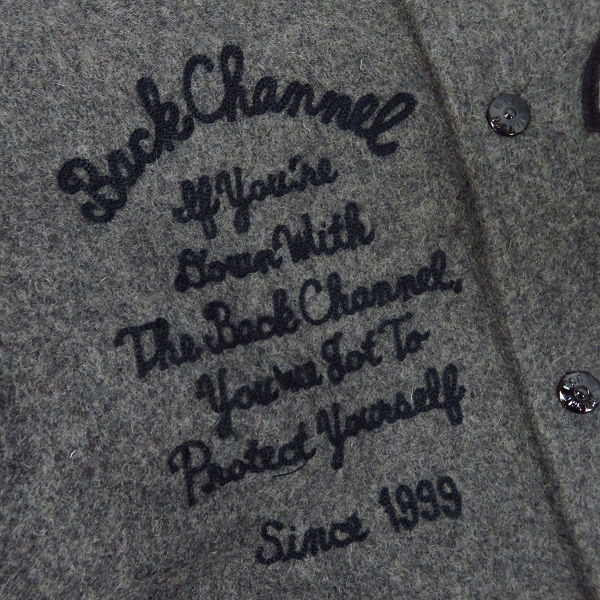 Back Channel
If You're
Down With
The Back Channel,
You've Got To
Protect Yourself
Since 1999